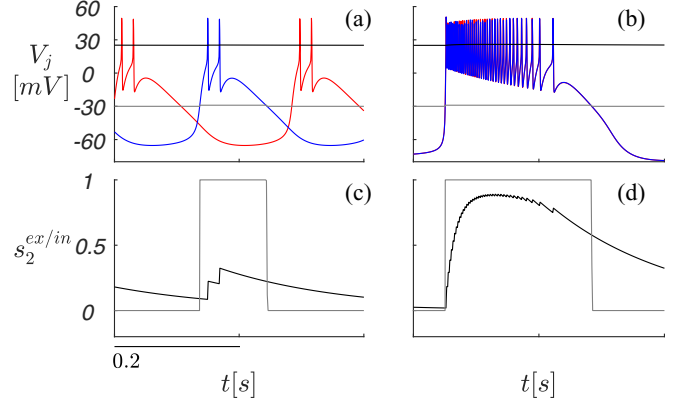 60 (a) (b)
V_j 30
[mV] 0
-30
-60
1 (c) (d)
s_2^{ex/in} 0.5
0
0.2
t[s] t[s]